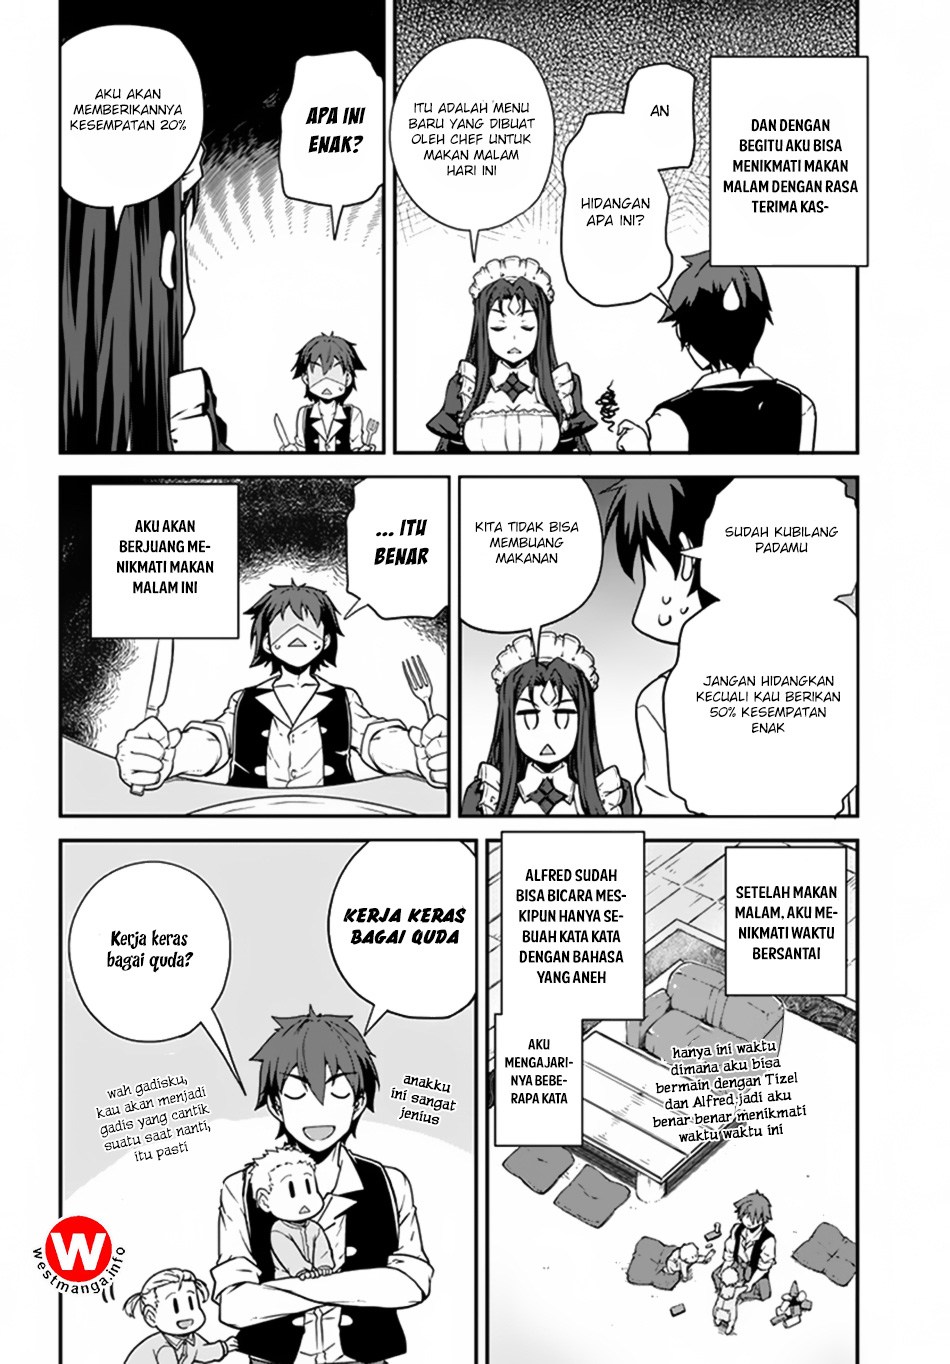 DAN DENGAN
BEGITU AKU BISA
MENIKMATI MAKAN
MALAM DENGAN RASA
TERIMA KAS-
AN
HIDANGAN
APA INI?
ITU ADALAH MENU
BARU YANG DIBUAT
OLEH CHEF UNTUK
MAKAN MALAM
HARI INI
APA INI
ENAK?
AKU AKAN
MEMBERIKANNYA
KESEMPATAN 20%
SUDAH KUBILANG
PADAMU
JANGAN HIDANGKAN
KECUALI KAU BERIKAN
50% KESEMPATAN
ENAK
KITA TIDAK BISA
MEMBUANG
MAKANAN
... ITU
BENAR
AKU AKAN
BERJUANG ME-
NIKMATI MAKAN
MALAM INI
SETELAH MAKAN
MALAM, AKU ME-
NIKMATI WAKTU
BERSANTAI
hanya ini waktu
dimana aku bisa
bermain dengan Tizel
dan Alfred,jadi aku
benar benar menikmati
waktu waktu ini
ALFRED SUDAH
BISA BICARA MES-
KIPUN HANYA SE-
BUAH KATA KATA
DENGAN BAHASA
YANG ANEH
AKU
MENGAJARI-
NYA BEBE-
RAPA KATA
KERJA KERAS
BAGAI QUDA
Kerja keras
bagai quda?
anakku
ini sangat
jenius
wah gadisku,
kau akan menjadi
gadis yang cantik
suatu saat nanti,
itu pasti
W
westmanga.info